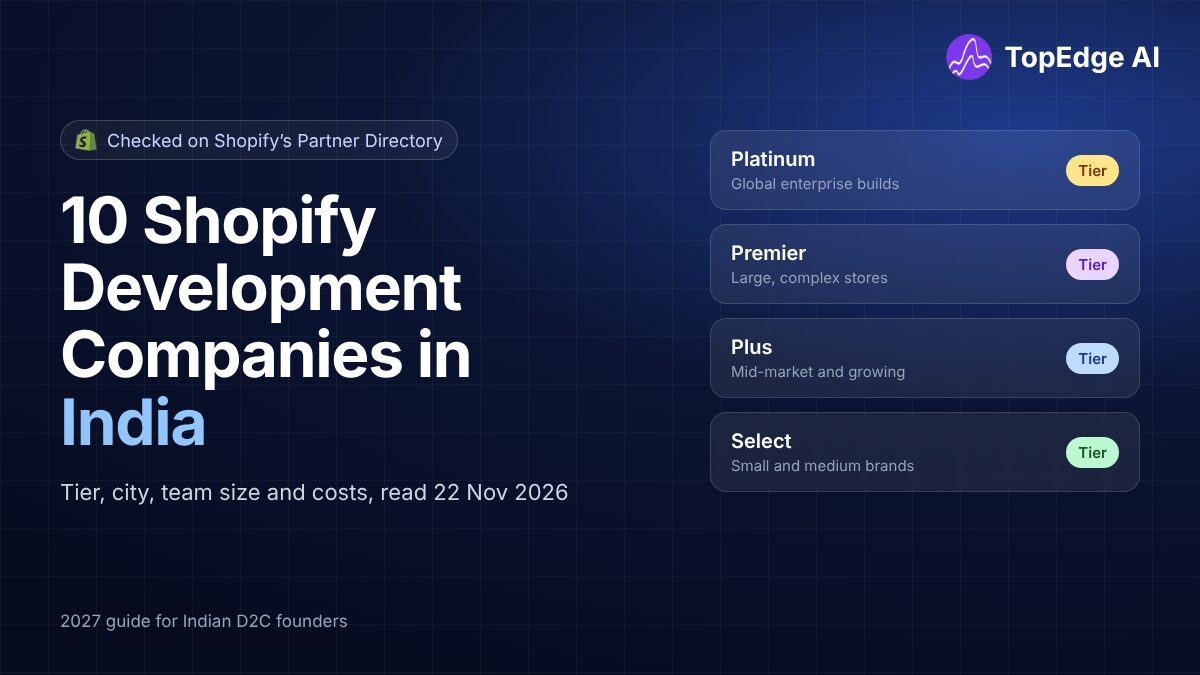 TopEdge AI
Checked on Shopify’s Partner Directory
10 Shopify
Development
Companies in
India
Tier, city, team size and costs, read 22 Nov 2026
2027 guide for Indian D2C founders
Platinum
Global enterprise builds
Tier
Premier
Large, complex stores
Tier
Plus
Mid-market and growing
Tier
Select
Small and medium brands
Tier